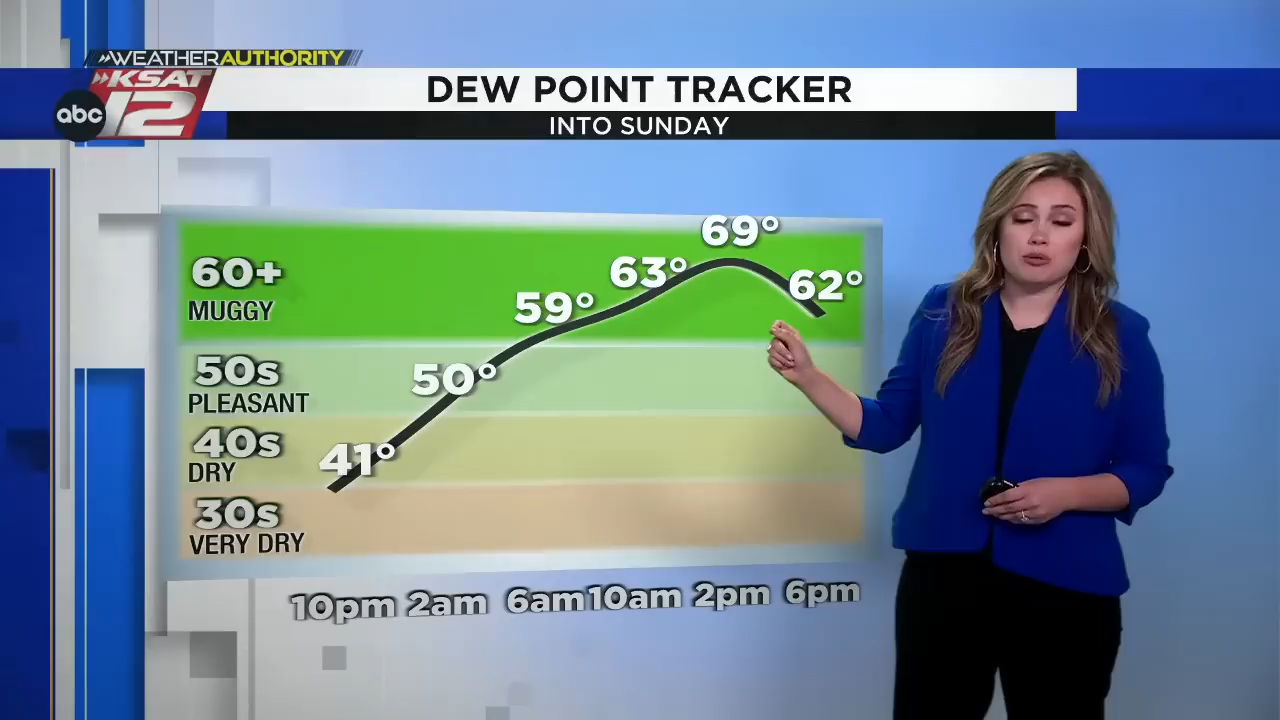 WEATHERAUTHORITY
KSAT
abc 12
DEW POINT TRACKER
INTO SUNDAY
60+
MUGGY
50s
PLEASANT
40s
DRY
30s
VERY DRY
41°
50°
59°
63°
69°
62°
10pm 2am 6am 10am 2pm 6pm